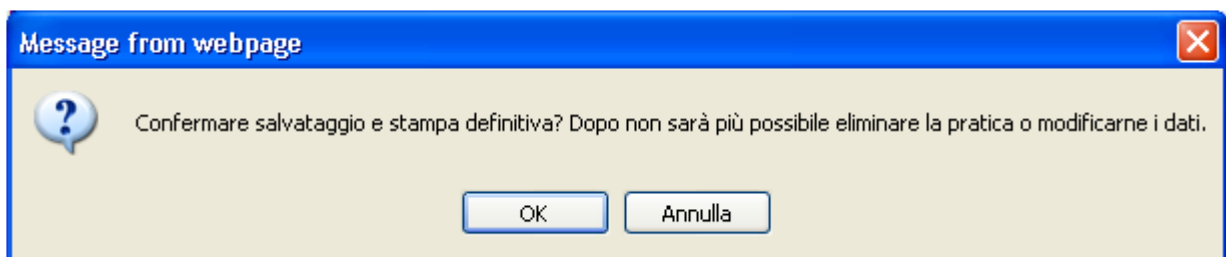 Message from webpage
?
Confermare salvataggio e stampa definitiva? Dopo non sarà più possibile eliminare la pratica o modificarne i dati.
OK
Annulla